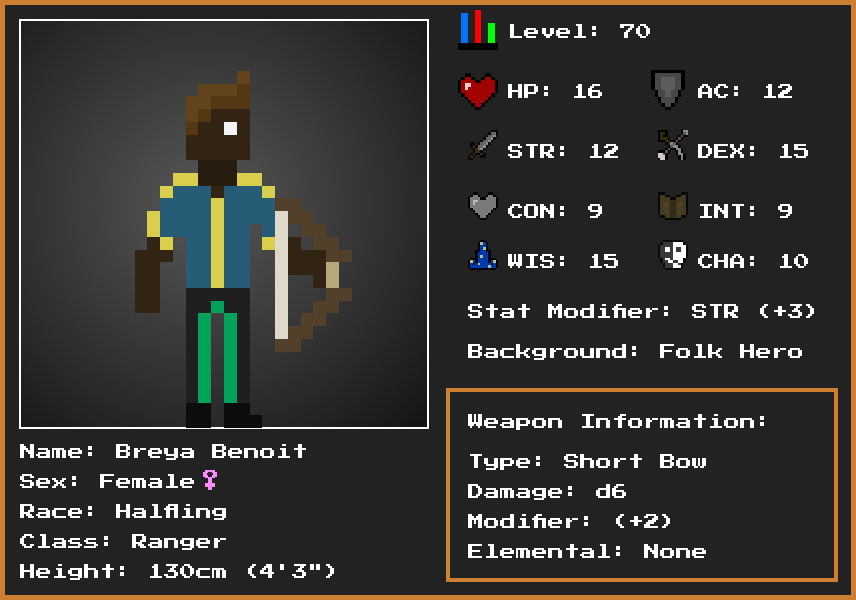 Level: 70
HP: 16
AC: 12
STR: 12
DEX: 15
CON: 9
INT: 9
WIS: 15
CHA: 10
Stat Modifier: STR (+3)
Background: Folk Hero
Weapon Information:
Type: Short Bow
Damage: d6
Modifier: (+2)
Elemental: None
Name: Breya Benoit
Sex: Female♀
Race: Halfling
Class: Ranger
Height: 130cm (4'3")